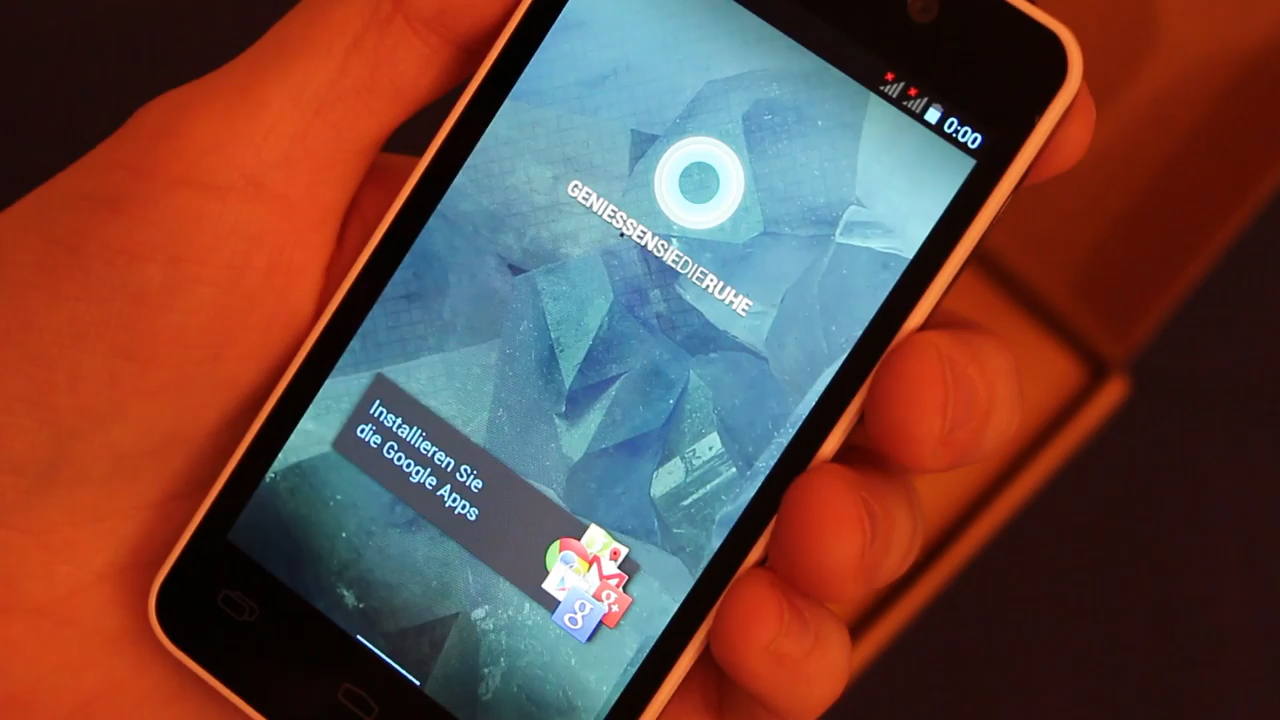 0:00
GENIESSENSIEDIERUHE
Installieren Sie
die Google Apps
g+
g